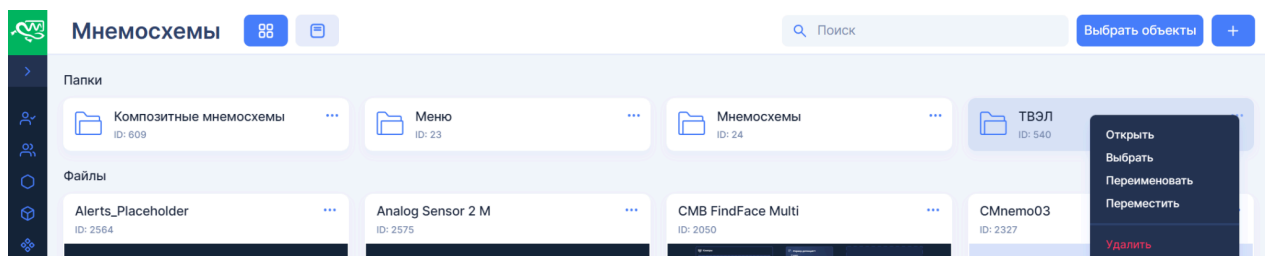 Мнемосхемы
Поиск
Выбрать объекты
+
Папки
Композитные мнемосхемы
ID: 609
Меню
ID: 23
Мнемосхемы
ID: 24
ТВЭЛ
ID: 540
Открыть
Выбрать
Переименовать
Переместить
Удалить
Файлы
Alerts_Placeholder
ID: 2564
Analog Sensor 2 M
ID: 2575
CMB FindFace Multi
ID: 2050
CMnemo03
ID: 2327